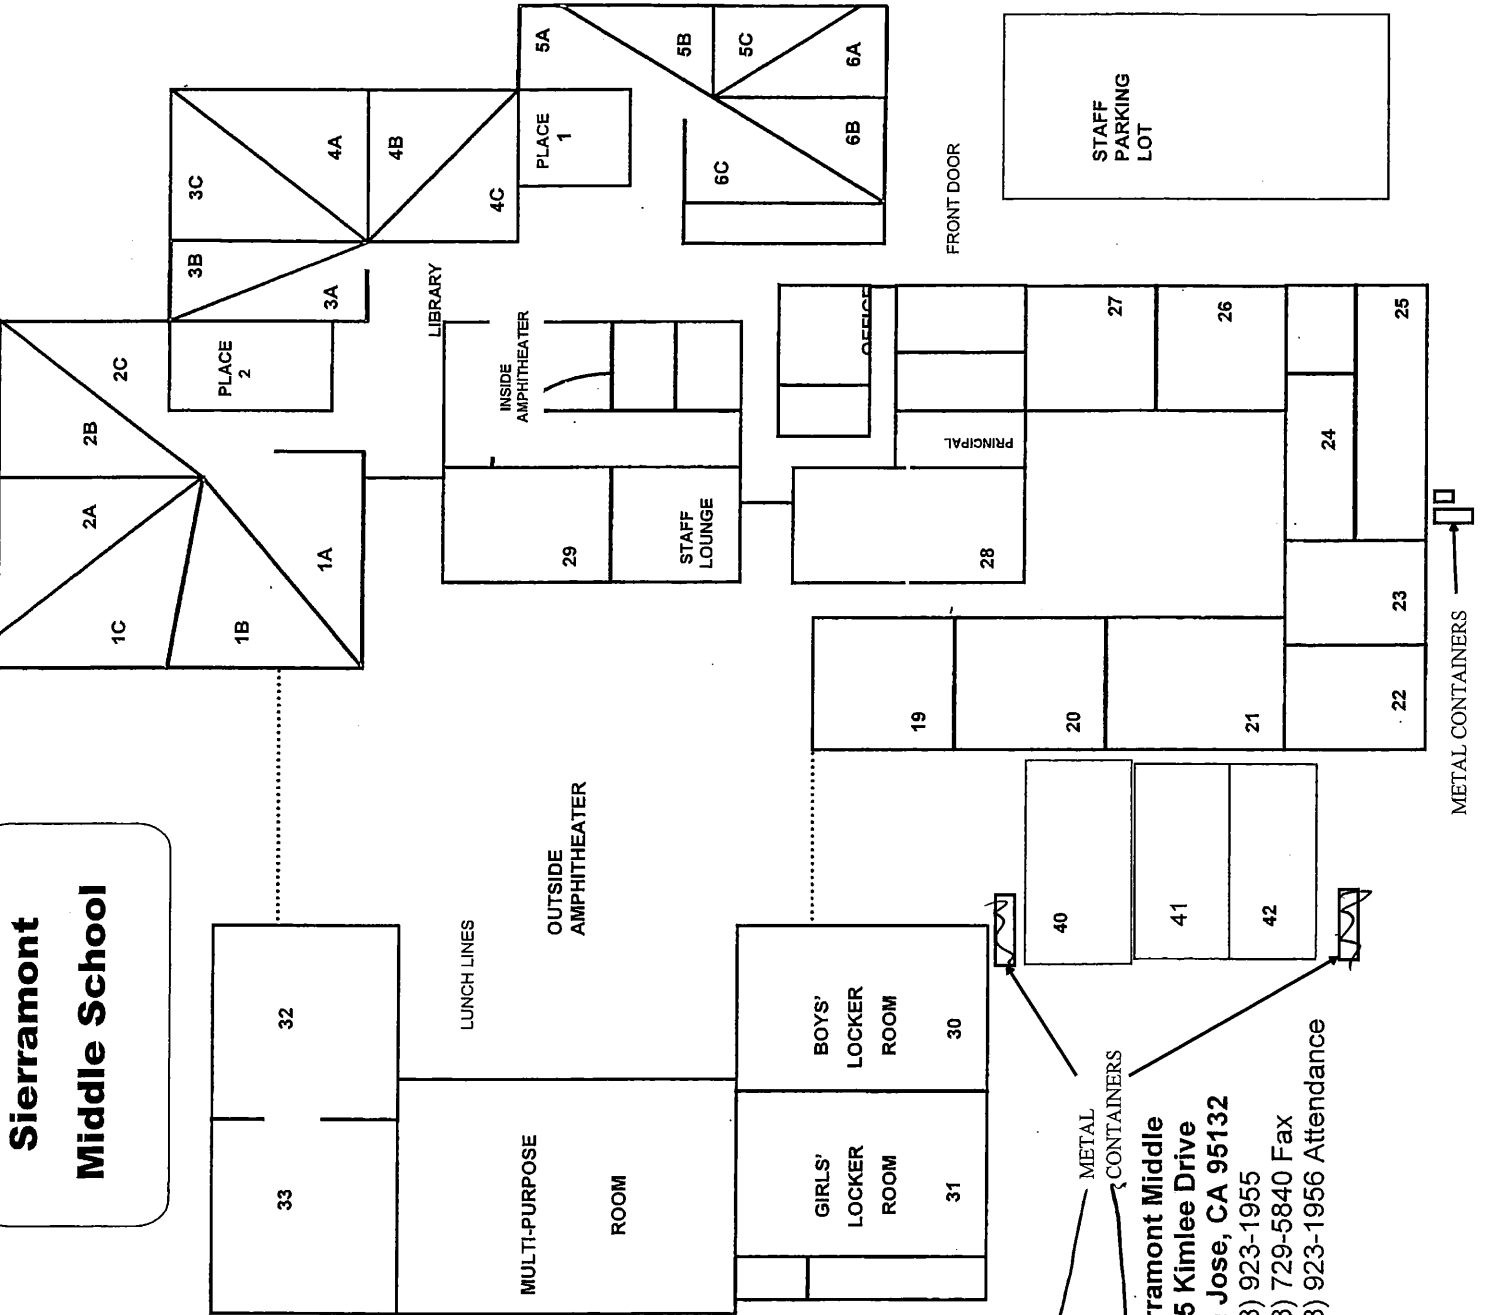 Sierramont
Middle School
2A
2B
1C
2C
3B
3C
PLACE
2
1B
33
32
1A
3A
4A
4B
LIBRARY
LUNCH LINES
4C
INSIDE
AMPHITHEATER
MULTI-PURPOSE
ROOM
OUTSIDE
AMPHITHEATER
29
PLACE
1
5A
STAFF
LOUNGE
5B
6C
5C
GIRLS'
LOCKER
ROOM
31
BOYS'
LOCKER
ROOM
30
6B
6A
OFFICE
19
FRONT DOOR
PRINCIPAL
28
40
20
27
STAFF
PARKING
LOT
METAL
CONTAINERS
41
21
26
42
24
22
23
25
METAL CONTAINERS
rramont Middle
5 Kimlee Drive
Jose, CA 95132
) 923-1955
) 729-5840 Fax
) 923-1956 Attendance